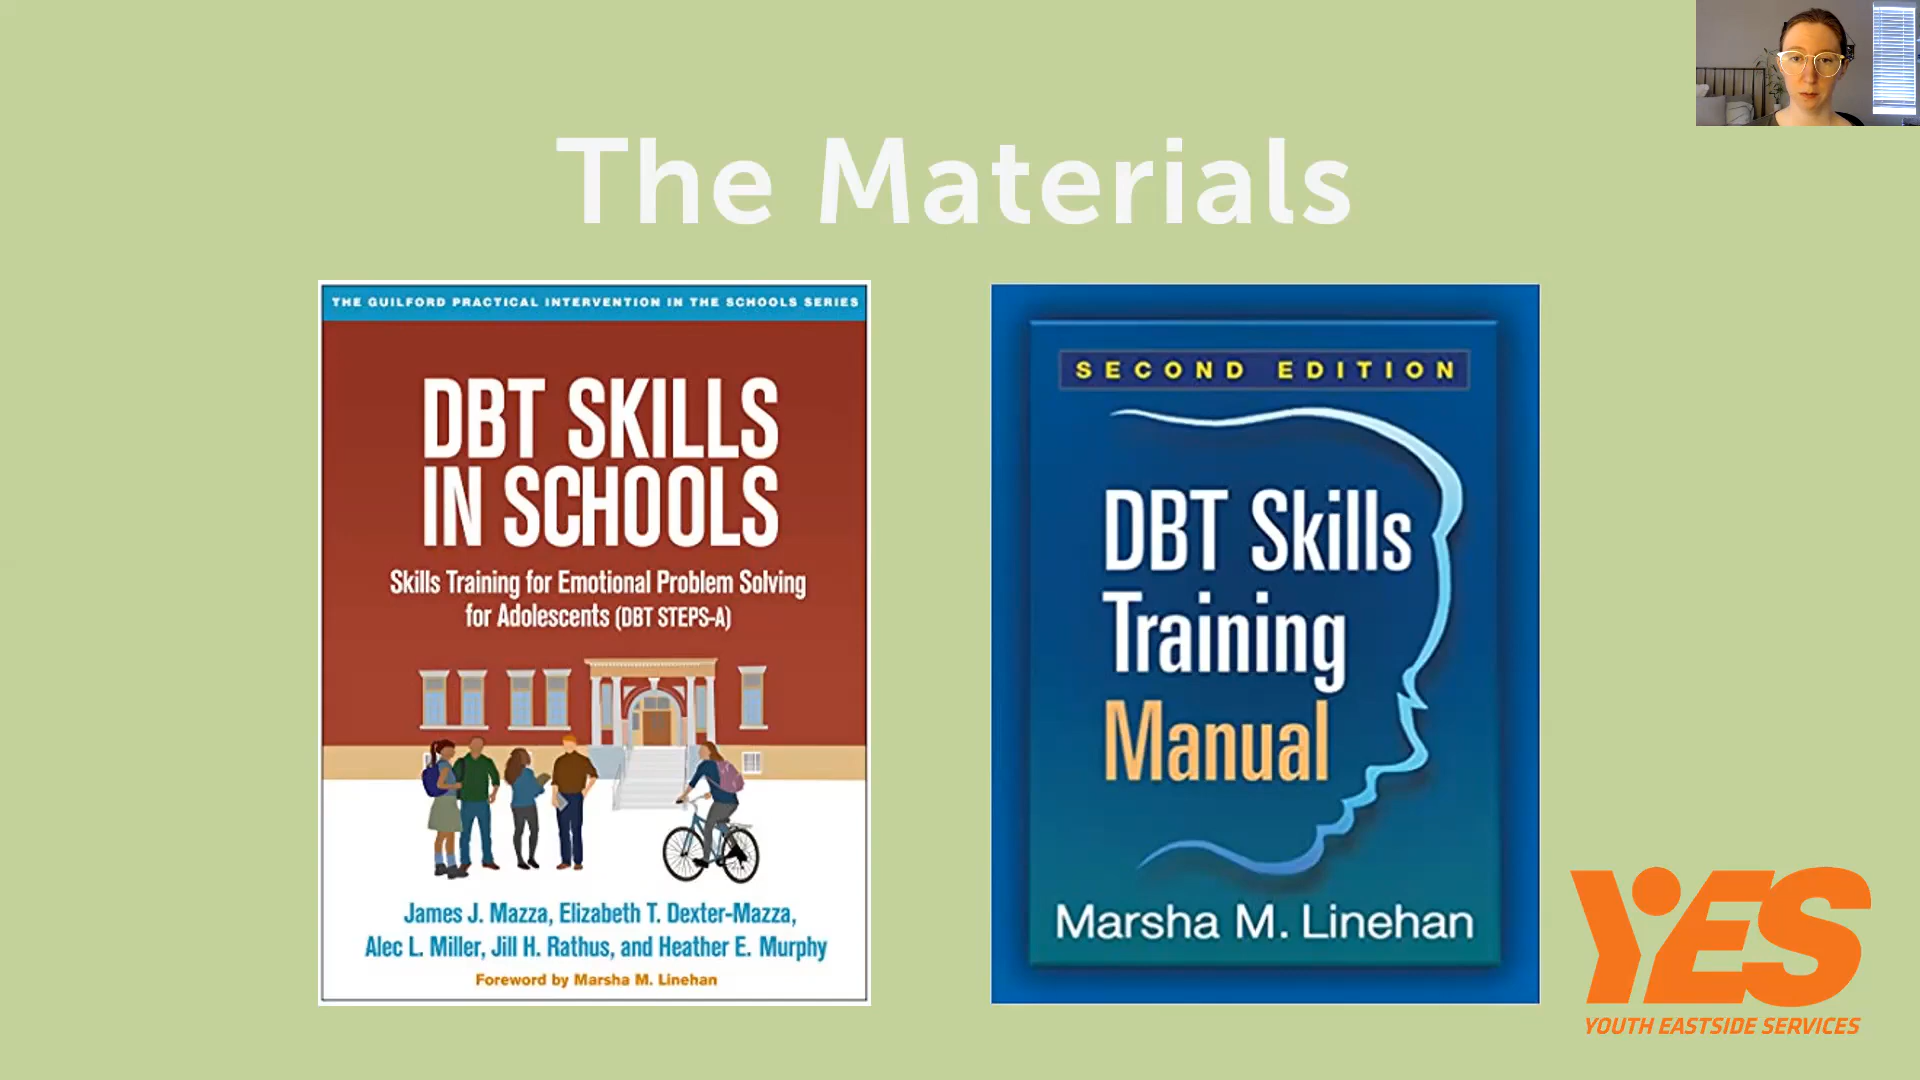 The Materials
THE GUILFORD PRACTICAL INTERVENTION IN THE SCHOOLS SERIES
DBT SKILLS
IN SCHOOLS
Skills Training for Emotional Problem Solving
for Adolescents (DBT STEPS-A)
James J. Mazza, Elizabeth T. Dexter-Mazza,
Alec L. Miller, Jill H. Rathus, and Heather E. Murphy
Foreword by Marsha M. Linehan
SECOND EDITION
DBT Skills
Training
Manual
Marsha M. Linehan
YES
YOUTH EASTSIDE SERVICES